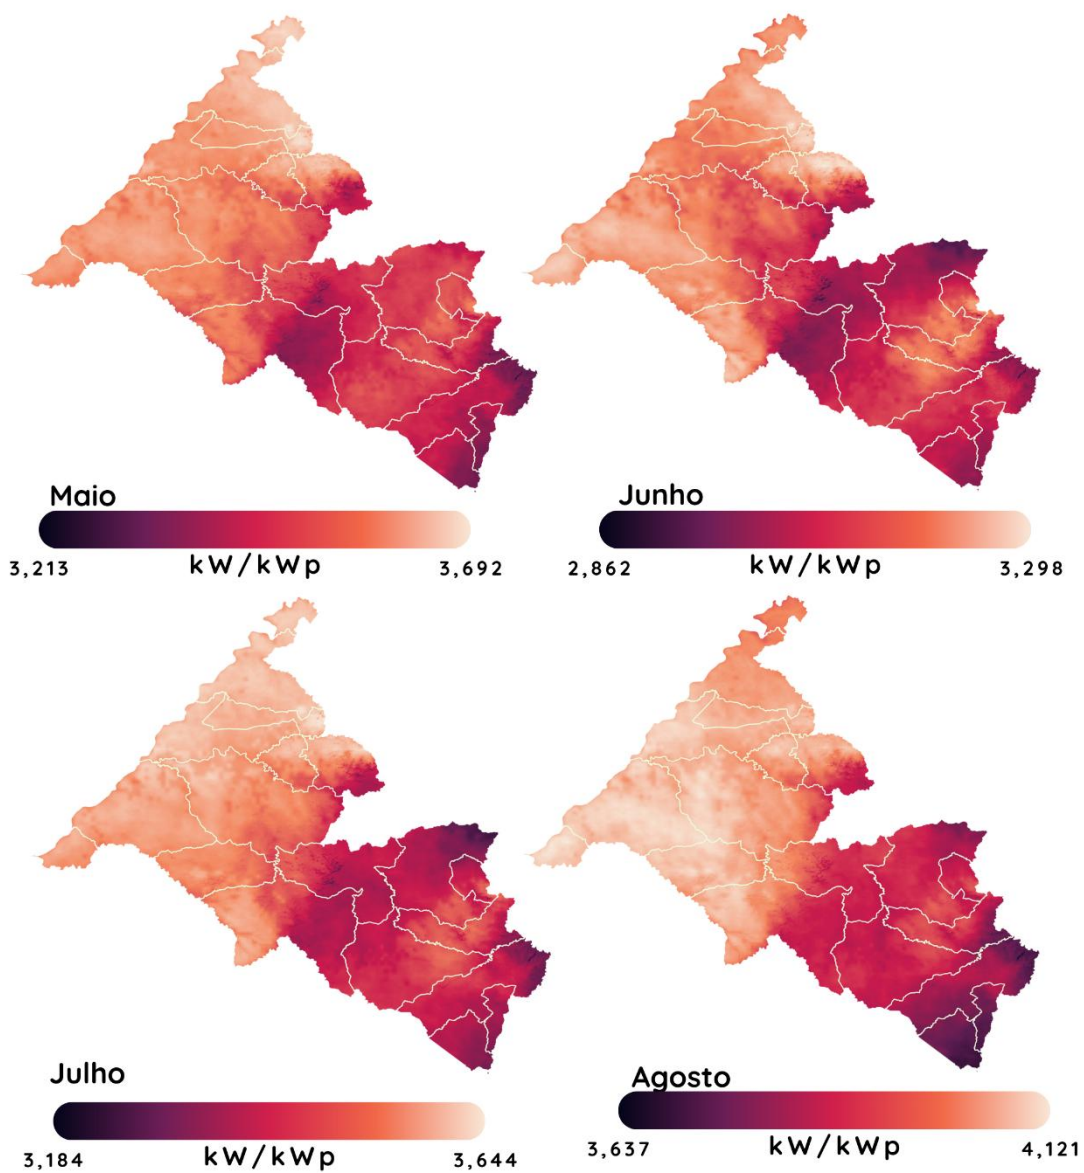 Maio
3,213 kW/kWp 3,692
Junho
2,862 kW/kWp 3,298
Julho
3,184 kW/kWp 3,644
Agosto
3,637 kW/kWp 4,121